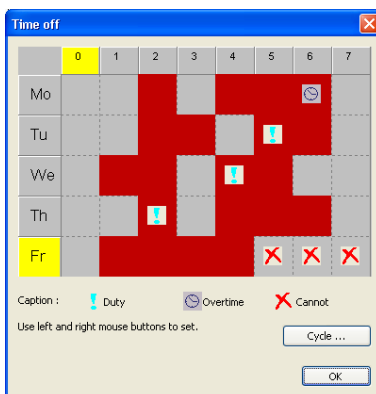 Time off
0 1 2 3 4 5 6 7
Mo
Tu
We
Th
Fr
Caption : Duty Overtime Cannot
Use left and right mouse buttons to set.
Cycle ...
OK